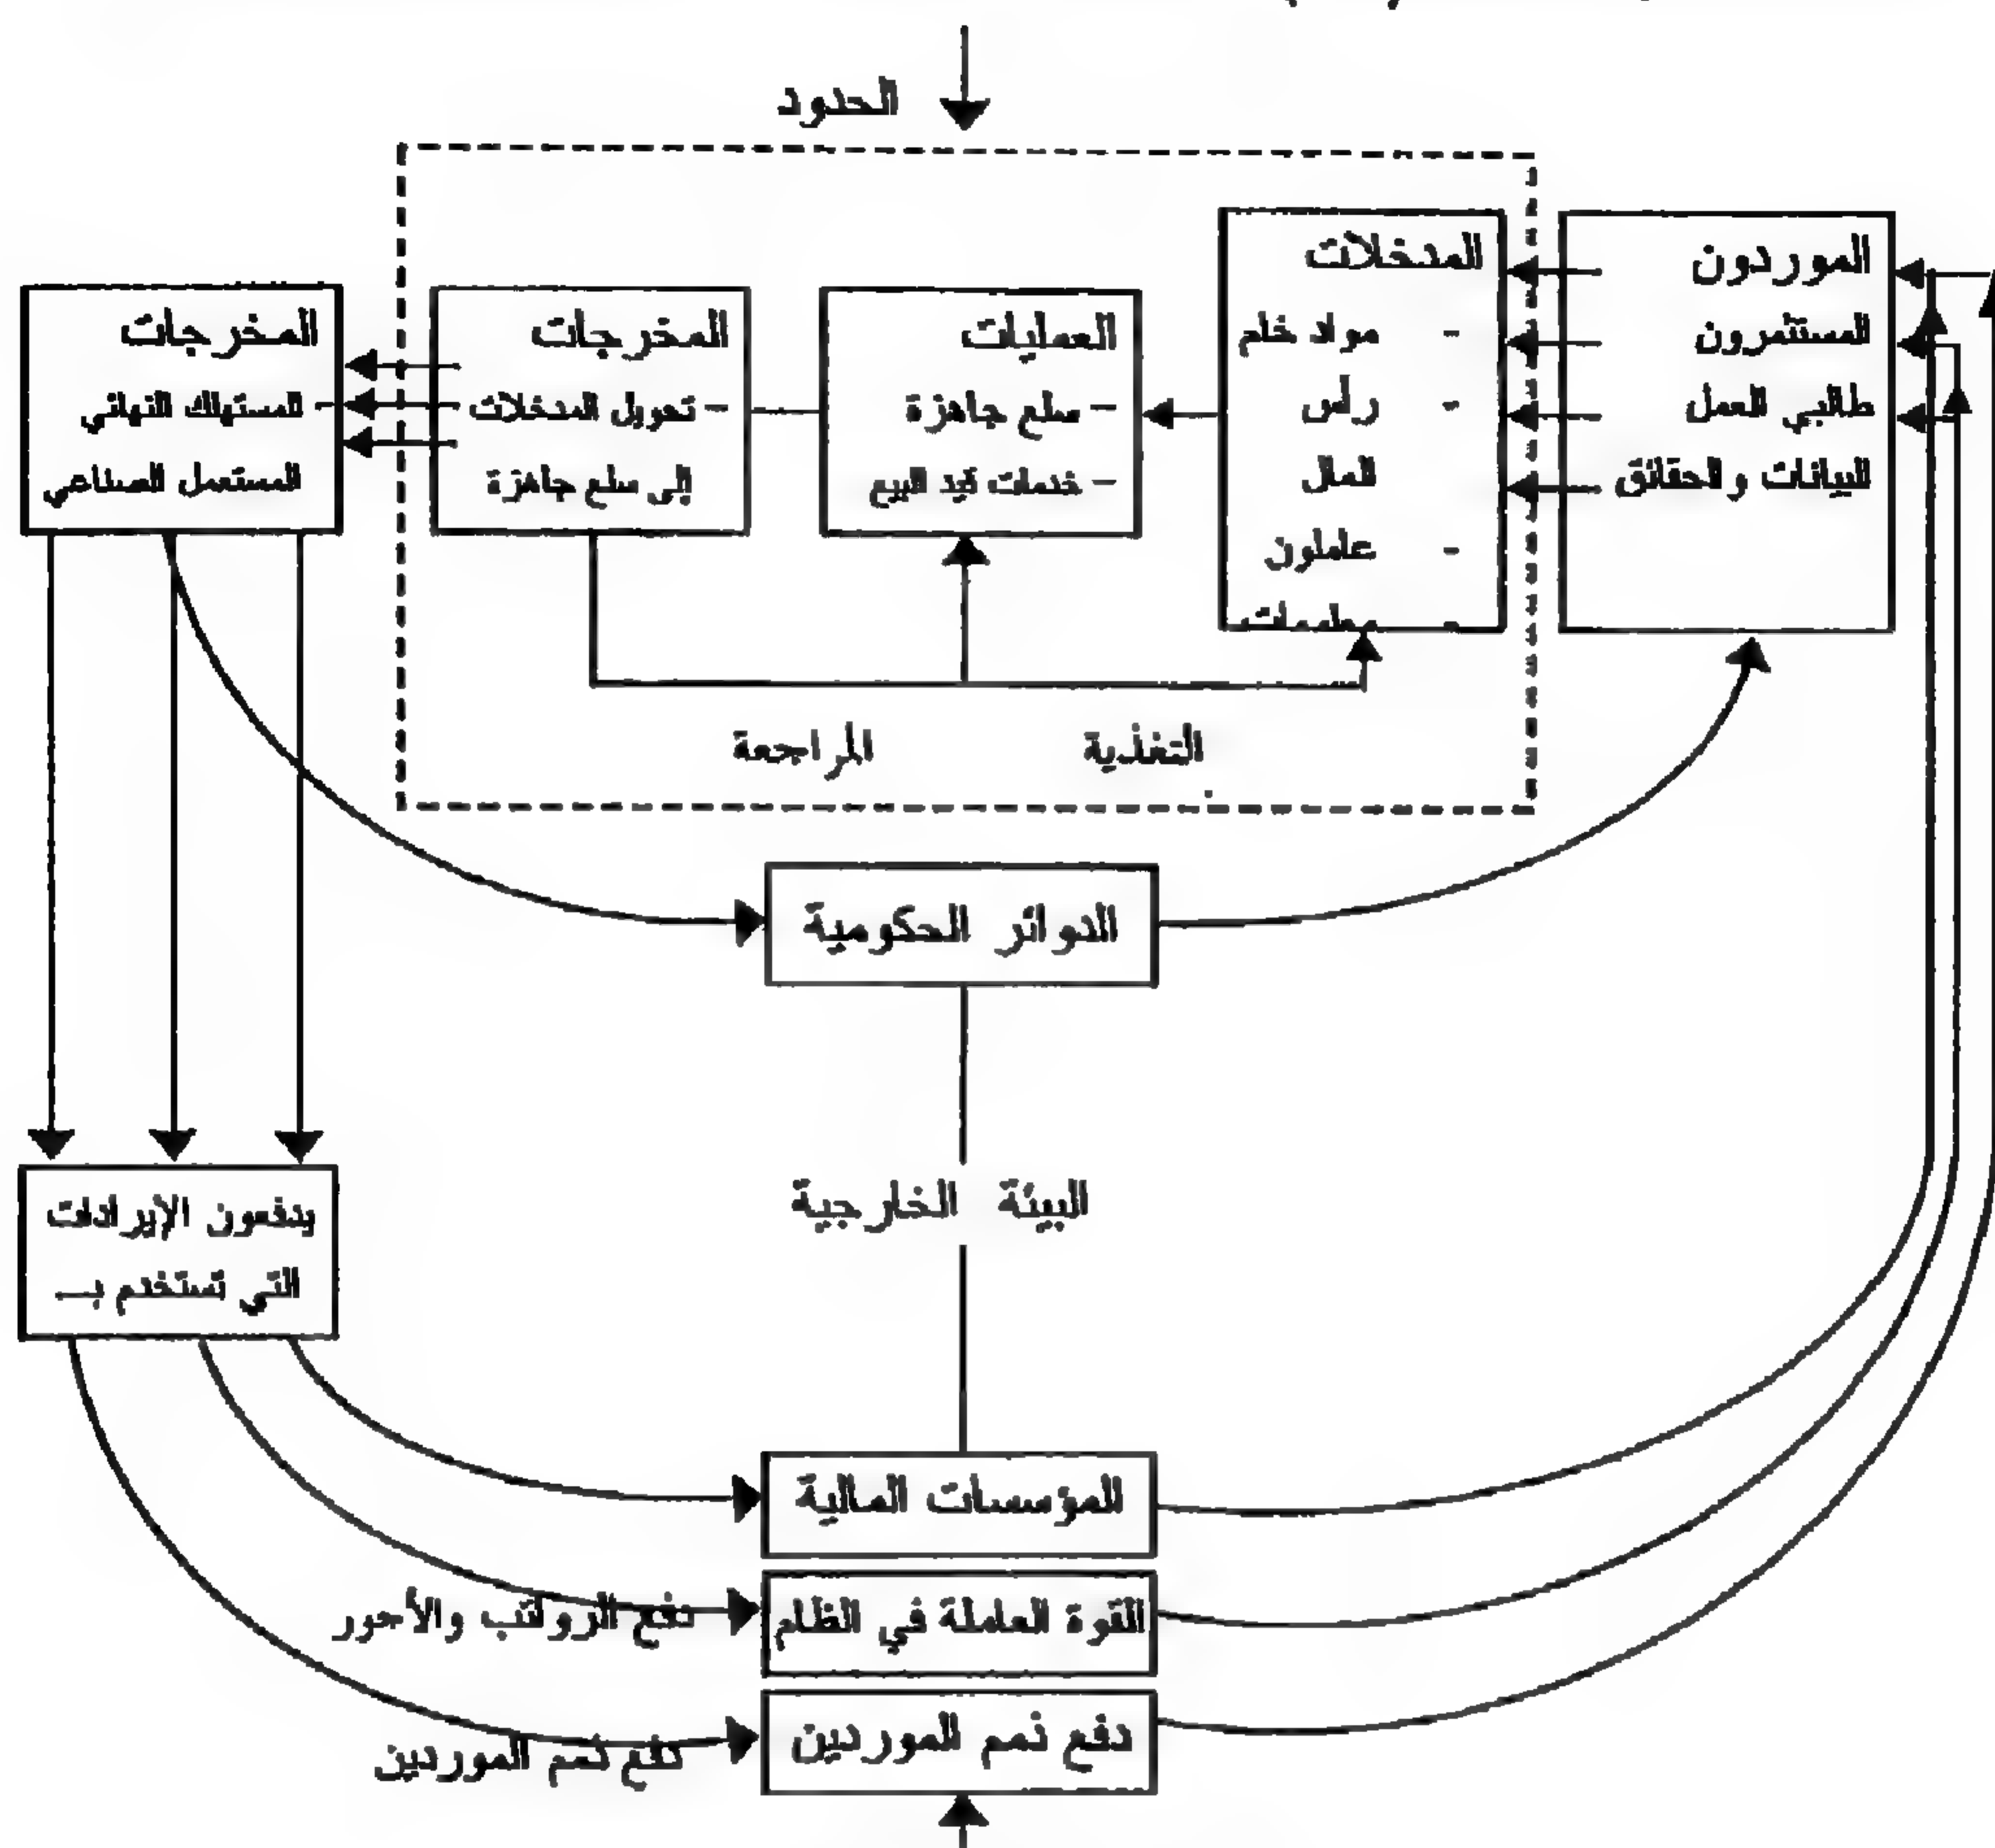 الحدود
الموردون
المستثمرون
طالبي العمل
البيانات والحقائق
المدخلات
- مواد خام
- رأس
المال
- عاملون
- معلومات
العمليات
- سلع جاهزة
- خدمات قيد البيع
المخرجات
- تحويل المدخلات
إلى سلع جاهزة
المخرجات
- المستهلك النهائي
المستعمل الصناعي
التغذية المراجعة
الدوائر الحكومية
البيئة الخارجية
يدفعون الإيرادات
التي تستخدم بـ
المؤسسات المالية
القوة العاملة في النظام
دفع الرواتب والأجور
دفع ذمم الموردين
دفع ذمم الموردين